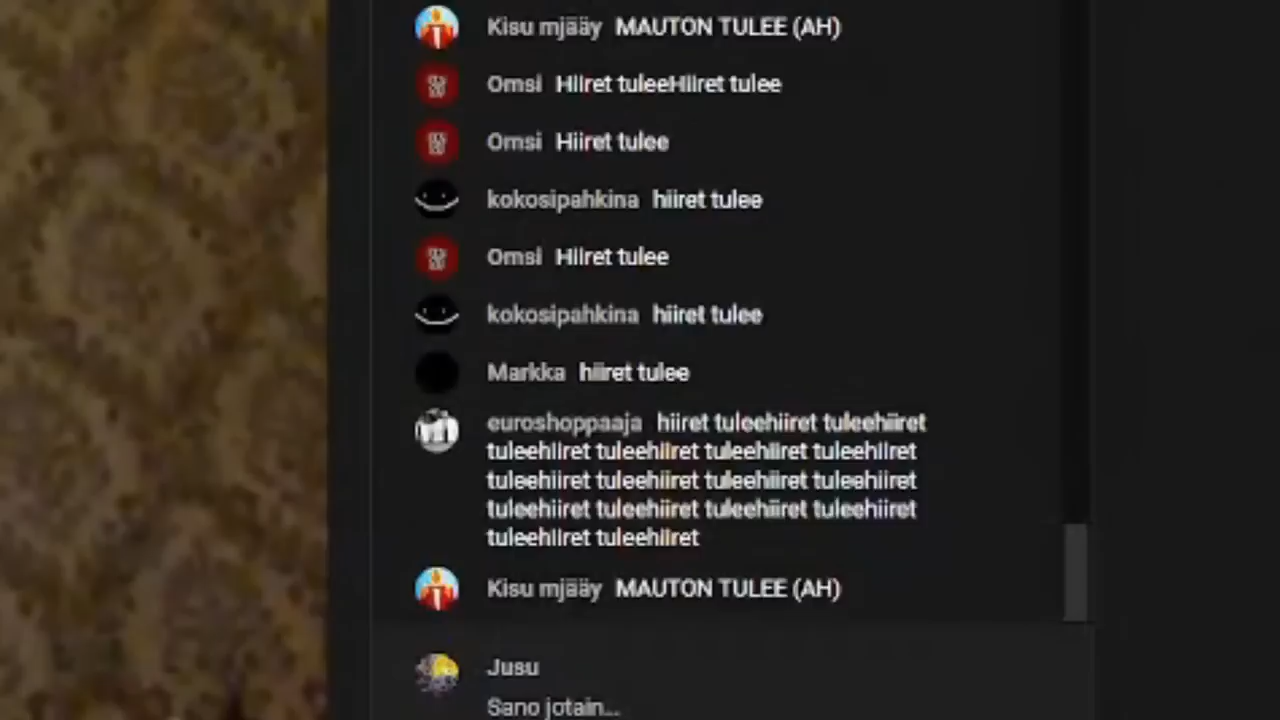 Kisu mjääy MAUTON TULEE (AH)
Omsi Hiiret tuleeHiiret tulee
Omsi Hiiret tulee
kokosipahkina hiiret tulee
Omsi Hiiret tulee
kokosipahkina hiiret tulee
Markka hiiret tulee
euroshoppaaja hiiret tuleehiiret tuleehiiret
tuleehiiret tuleehiiret tuleehiiret tuleehiiret
tuleehiiret tuleehiiret tuleehiiret tuleehiiret
tuleehiiret tuleehiiret tuleehiiret tuleehiiret
tuleehiiret tuleehiiret
Kisu mjääy MAUTON TULEE (AH)
Jusu
Sano jotain...